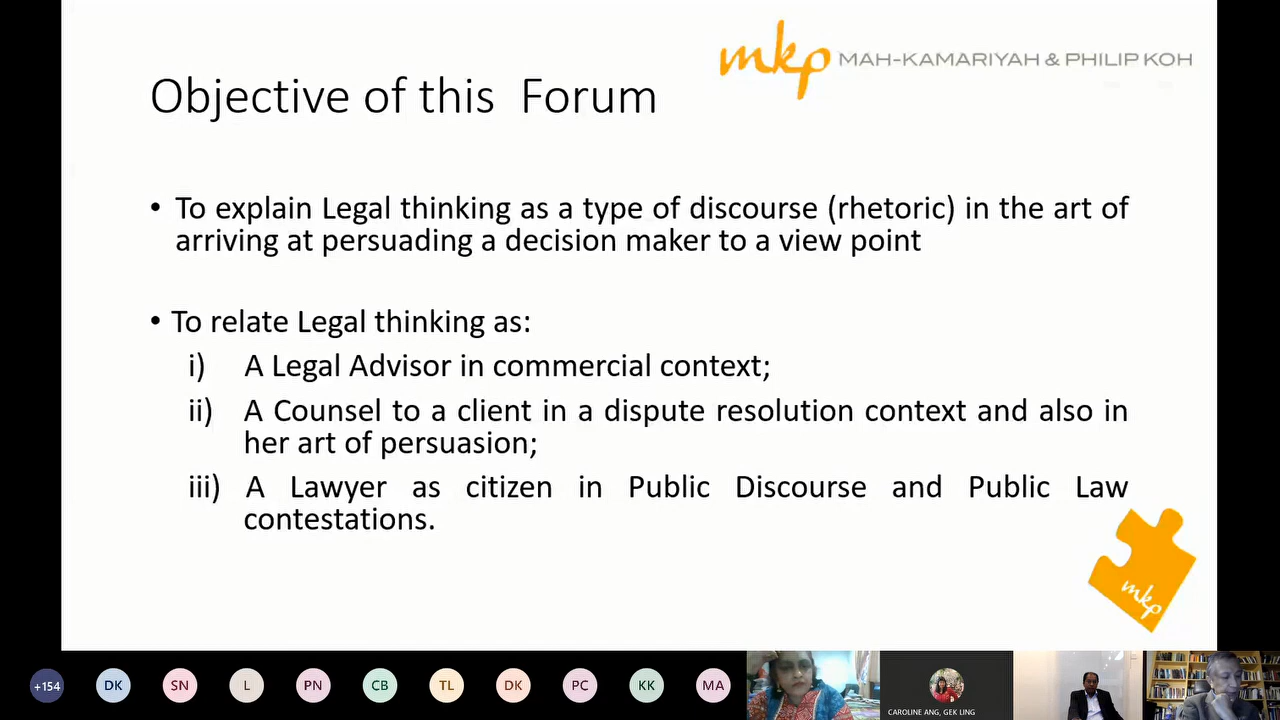 mkp MAH-KAMARIYAH & PHILIP KOH
Objective of this Forum
• To explain Legal thinking as a type of discourse (rhetoric) in the art of
arriving at persuading a decision maker to a view point
• To relate Legal thinking as:
i) A Legal Advisor in commercial context;
ii) A Counsel to a client in a dispute resolution context and also in
her art of persuasion;
iii) A Lawyer as citizen in Public Discourse and Public Law
contestations.
mkp
+154 DK SN L PN CB TL DK PC KK MA
CAROLINE ANG, GEK LING